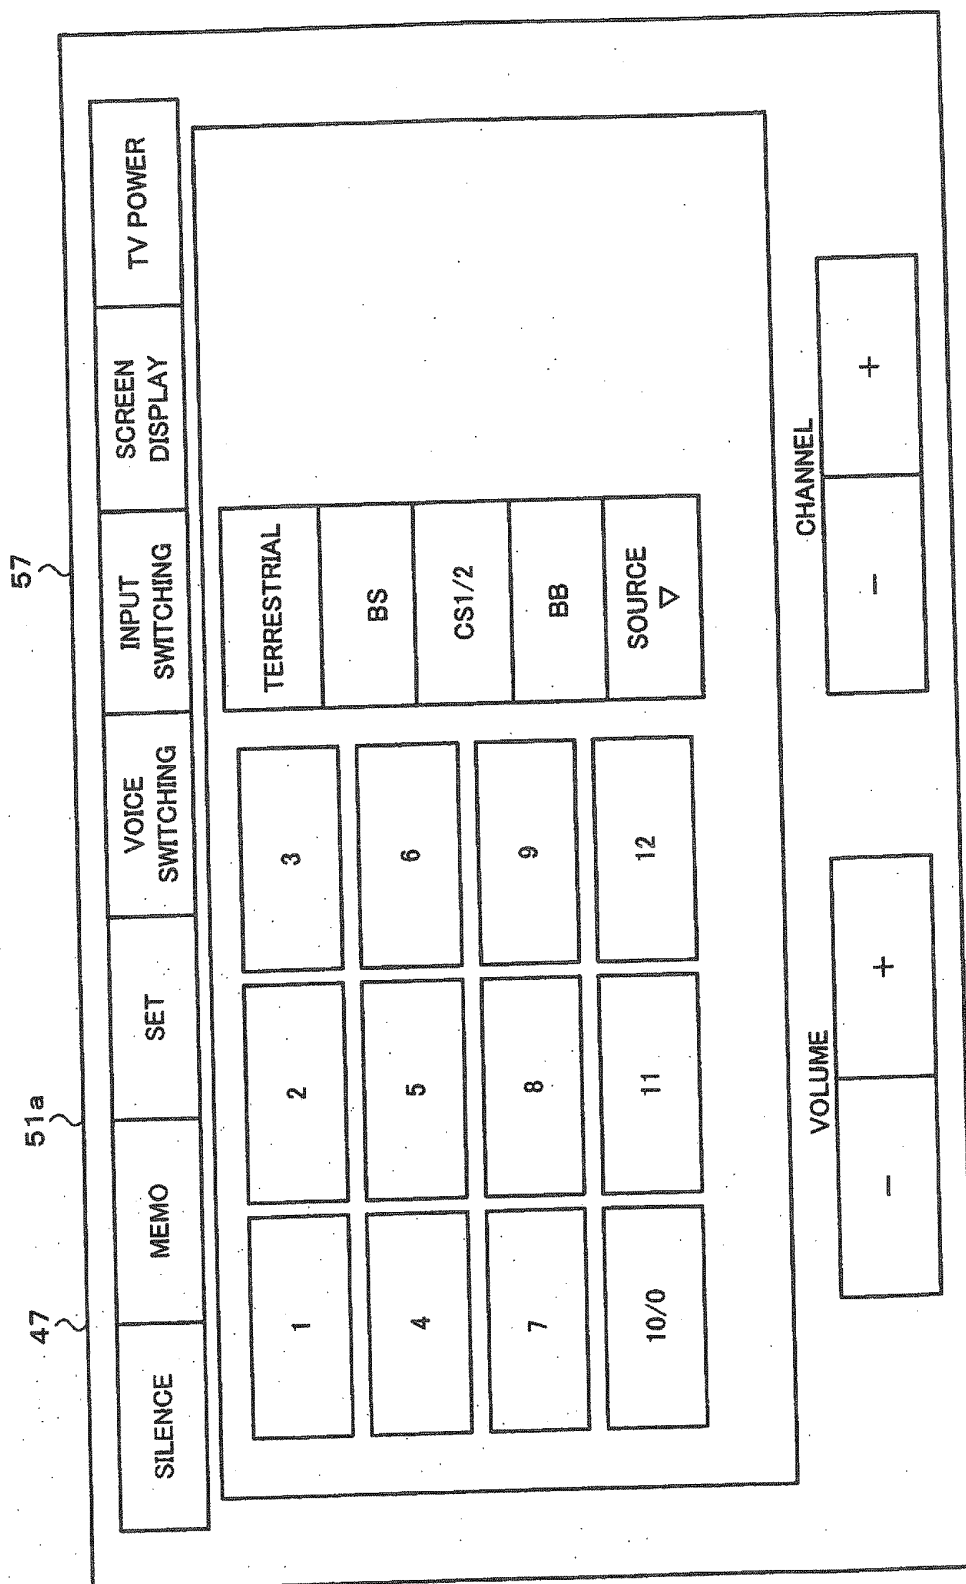 47
51a
57
SILENCE
MEMO
SET
VOICE
SWITCHING
INPUT
SWITCHING
SCREEN
DISPLAY
TV POWER
1
2
3
TERRESTRIAL
BS
4
5
6
CS1/2
7
8
9
BB
10/0
11
12
SOURCE
▽
VOLUME
CHANNEL
− +
− +